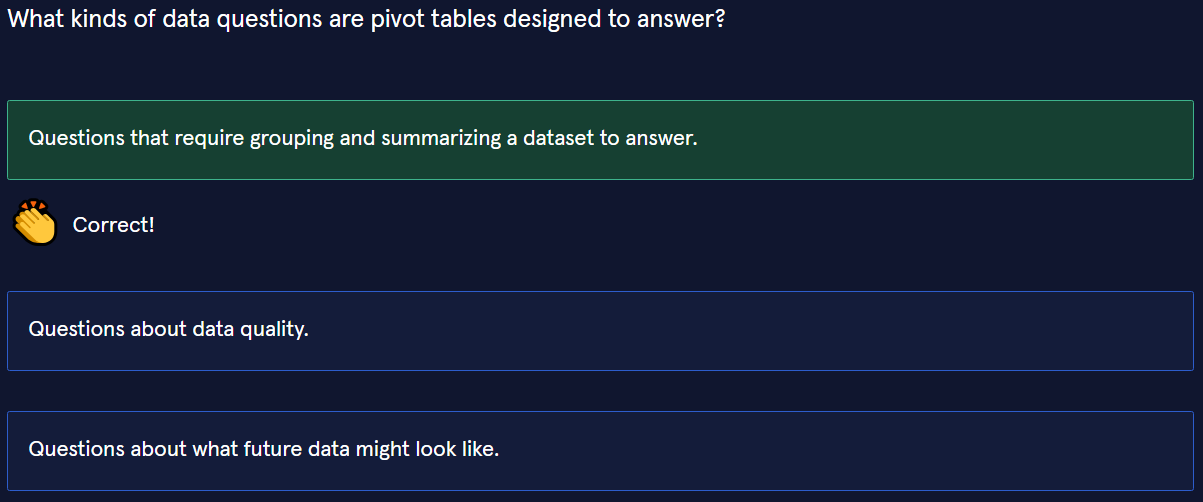 What kinds of data questions are pivot tables designed to answer?
Questions that require grouping and summarizing a dataset to answer.
Correct!
Questions about data quality.
Questions about what future data might look like.